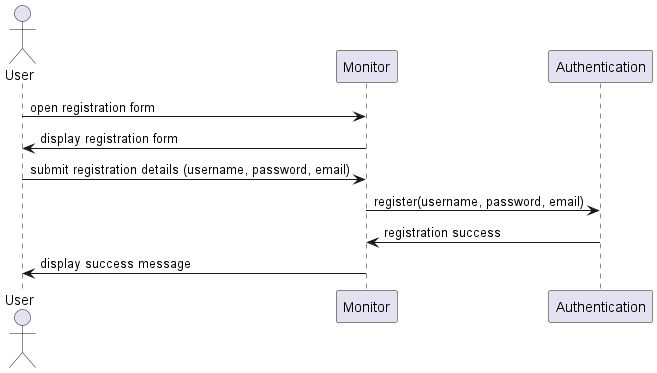 User
Monitor
Authentication
open registration form
display registration form
submit registration details (username, password, email)
register(username, password, email)
registration success
display success message
User
Monitor
Authentication